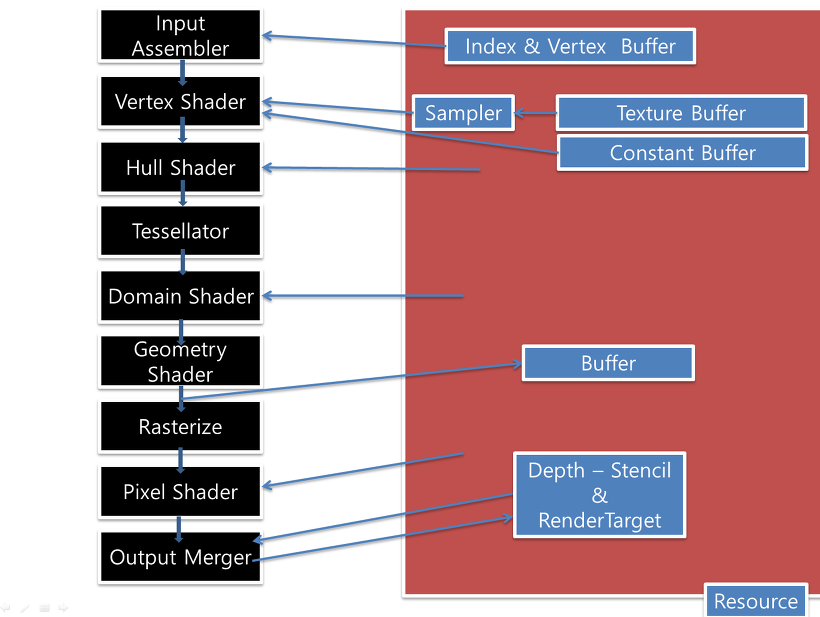 Input
Assembler
Index & Vertex Buffer
Vertex Shader
Sampler
Texture Buffer
Constant Buffer
Hull Shader
Tessellator
Domain Shader
Geometry
Shader
Buffer
Rasterize
Pixel Shader
Depth – Stencil
&
RenderTarget
Output Merger
Resource